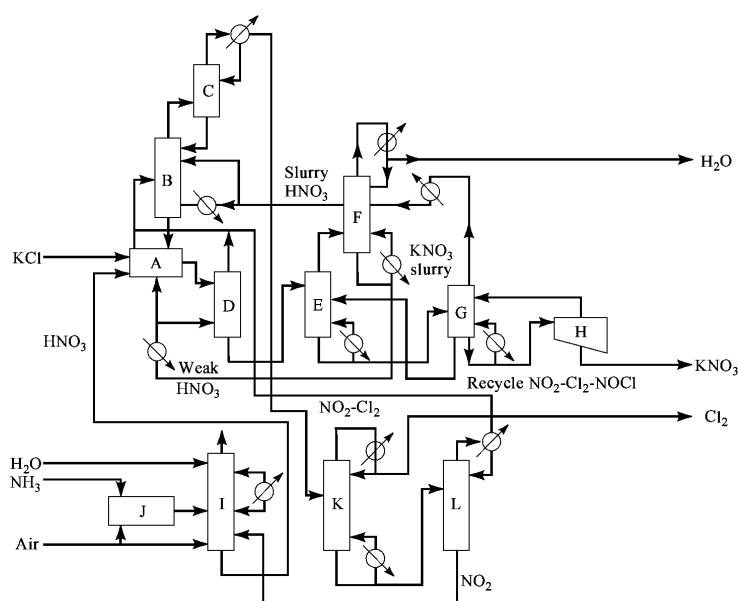 C
Slurry
HNO₃
H₂O
B
F
KCl
A
KNO₃
slurry
D
E
G
H
HNO₃
Weak
HNO₃
KNO₃
Recycle NO₂-Cl₂-NOCl
NO₂-Cl₂
Cl₂
H₂O
NH₃
J
I
K
L
Air
NO₂